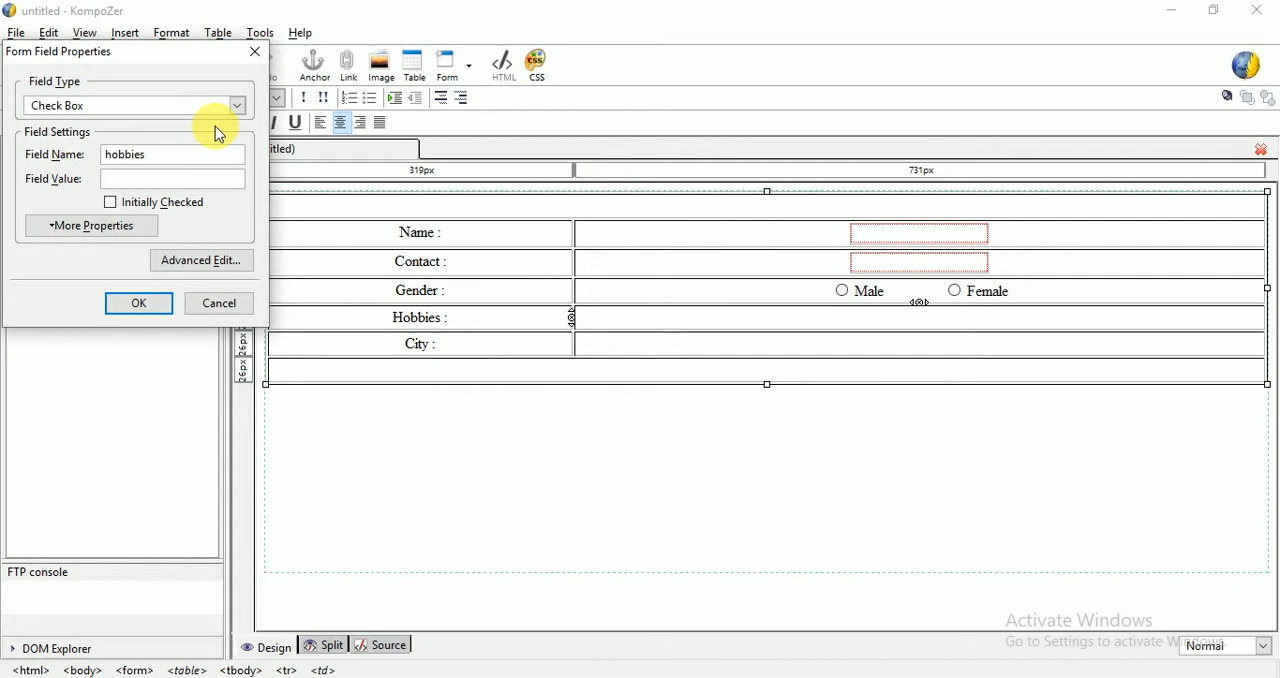 untitled - KompoZer
File Edit View Insert Format Table Tools Help
Form Field Properties
Field Type
Check Box
Field Settings
Field Name: hobbies
Field Value:
Initially Checked
More Properties
Advanced Edit...
OK Cancel
Anchor Link Image Table Form HTML CSS
! !!
I U
itled)
319px 731px
Name :
Contact :
Gender : Male Female
Hobbies :
City :
26px
26px
FTP console
DOM Explorer
Design Split Source
Activate Windows
Go to Settings to activate Windows.
Normal
<html> <body> <form> <table> <tbody> <tr> <td>